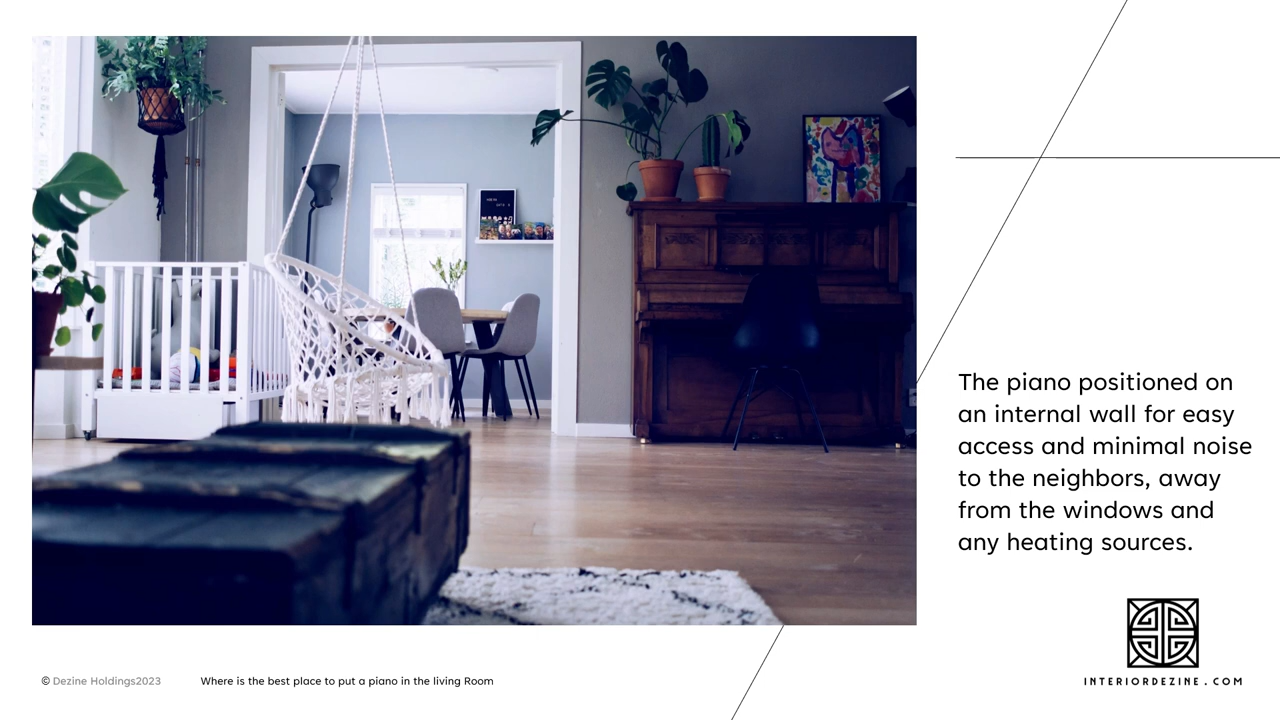 The piano positioned on
an internal wall for easy
access and minimal noise
to the neighbors, away
from the windows and
any heating sources.
INTERIORDEZINE.COM
© Dezine Holdings2023
Where is the best place to put a piano in the living Room